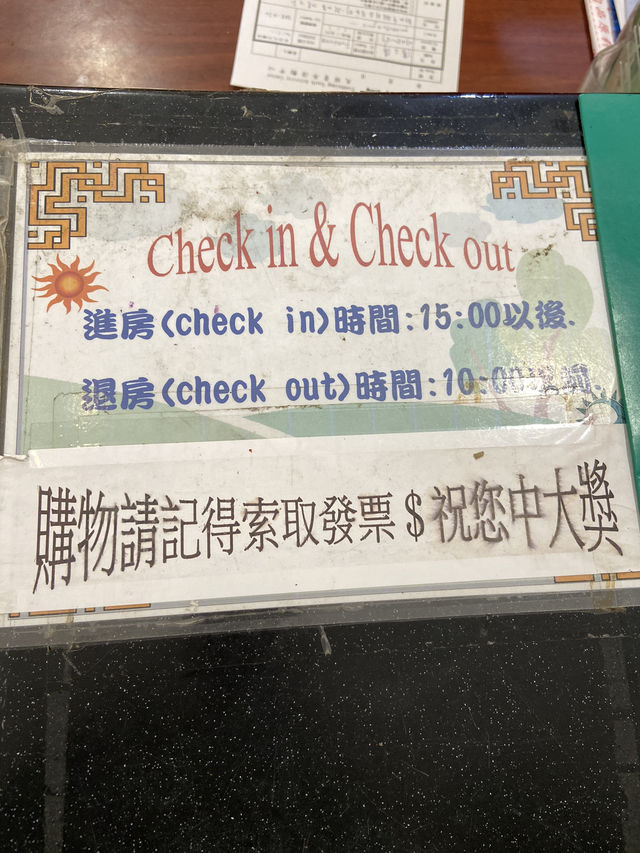 Check in & Check out
進房(check in)時間:15:00以後.
退房(check out)時間:10:00以前.
購物請記得索取發票$祝您中大獎